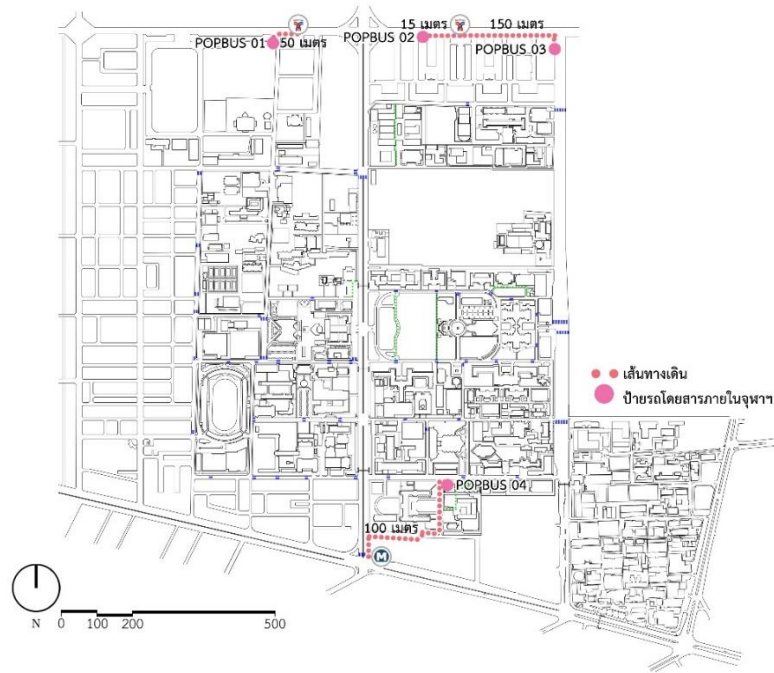 15 เมตร
150 เมตร
POPBUS 01
50 เมตร
POPBUS 02
POPBUS 03
เส้นทางเดิน
ป้ายรถโดยสารภายในจุฬาฯ
POPBUS 04
100 เมตร
M
N
0 100 200 500